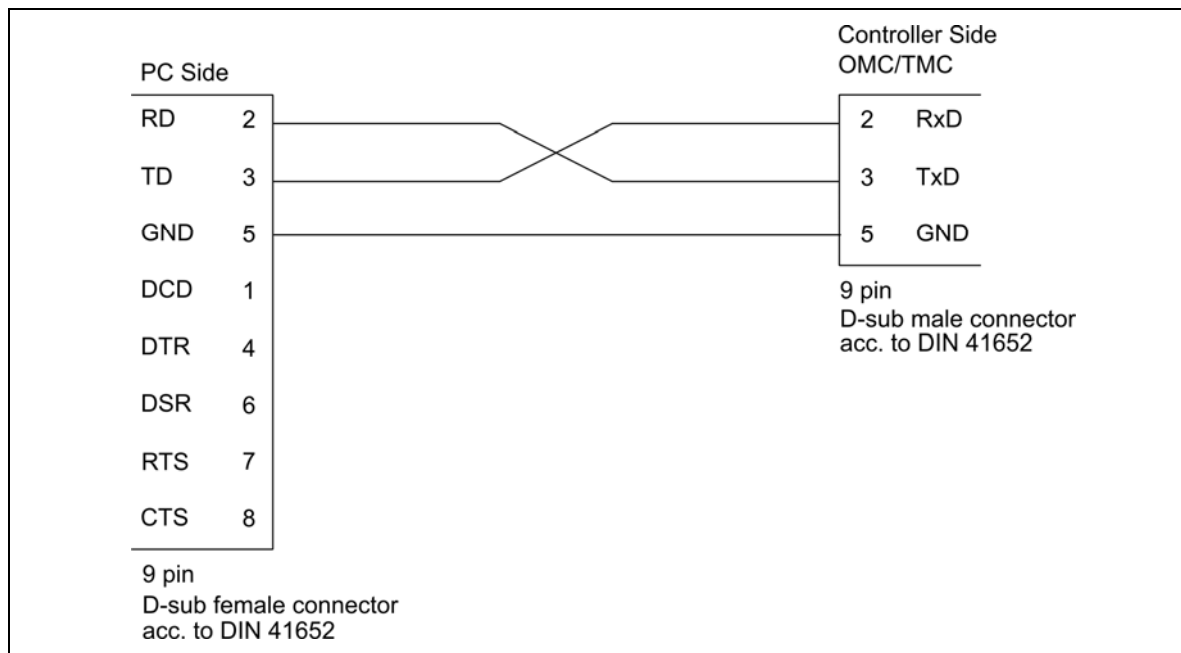 Controller Side
OMC/TMC
PC Side
RD 2
2 RxD
TD 3
3 TxD
GND 5
5 GND
DCD 1
9 pin
D-sub male connector
acc. to DIN 41652
DTR 4
DSR 6
RTS 7
CTS 8
9 pin
D-sub female connector
acc. to DIN 41652